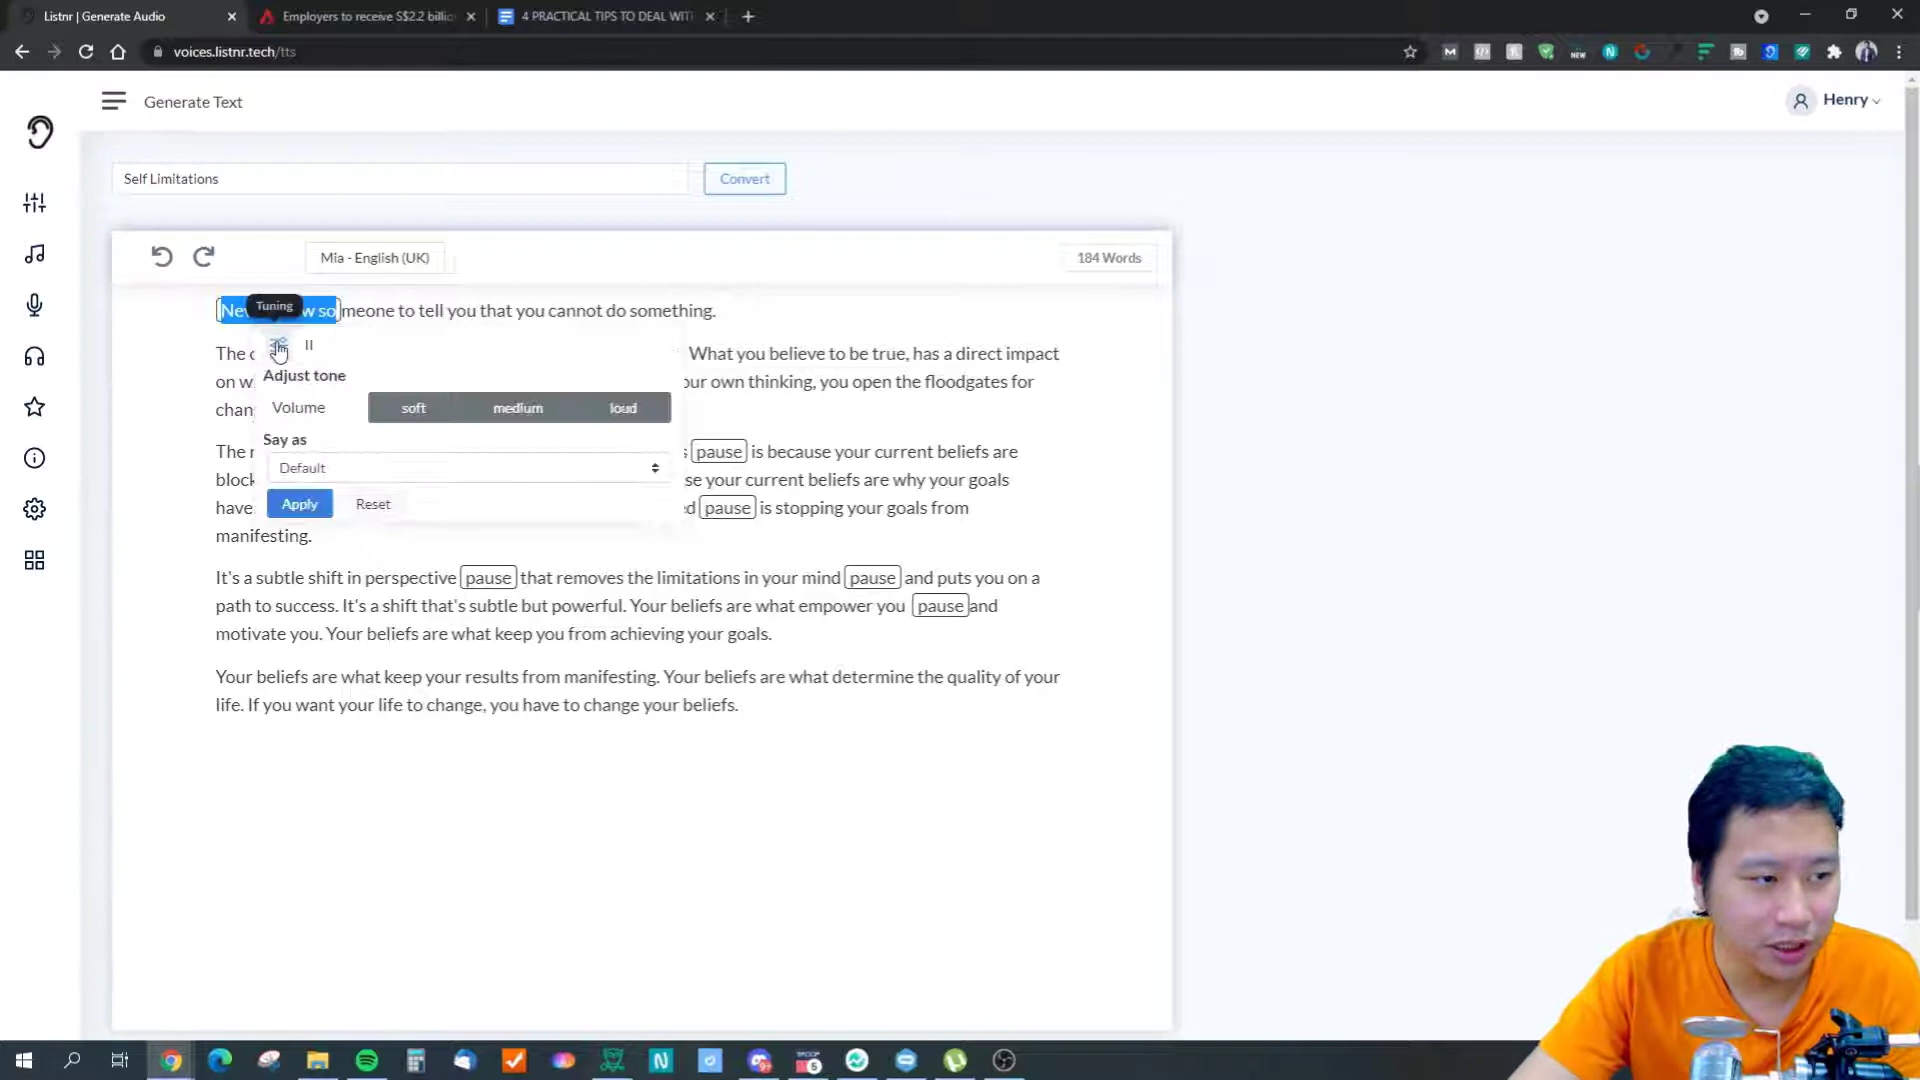 Listnr | Generate Audio
Employers to receive S$2.2 billio
4 PRACTICAL TIPS TO DEAL WIT
voices.listnr.tech/tts
NEW
Generate Text
Henry
Self Limitations
Convert
Mia - English (UK)
184 Words
Tuning
meone to tell you that you cannot do something.
What you believe to be true, has a direct impact
our own thinking, you open the floodgates for
Adjust tone
Volume
soft
medium
loud
Say as
Default
Apply
Reset
pause is because your current beliefs are
se your current beliefs are why your goals
have
pause is stopping your goals from
manifesting.
It's a subtle shift in perspective pause that removes the limitations in your mind pause and puts you on a
path to success. It's a shift that's subtle but powerful. Your beliefs are what empower you pause and
motivate you. Your beliefs are what keep you from achieving your goals.
Your beliefs are what keep your results from manifesting. Your beliefs are what determine the quality of your
life. If you want your life to change, you have to change your beliefs.